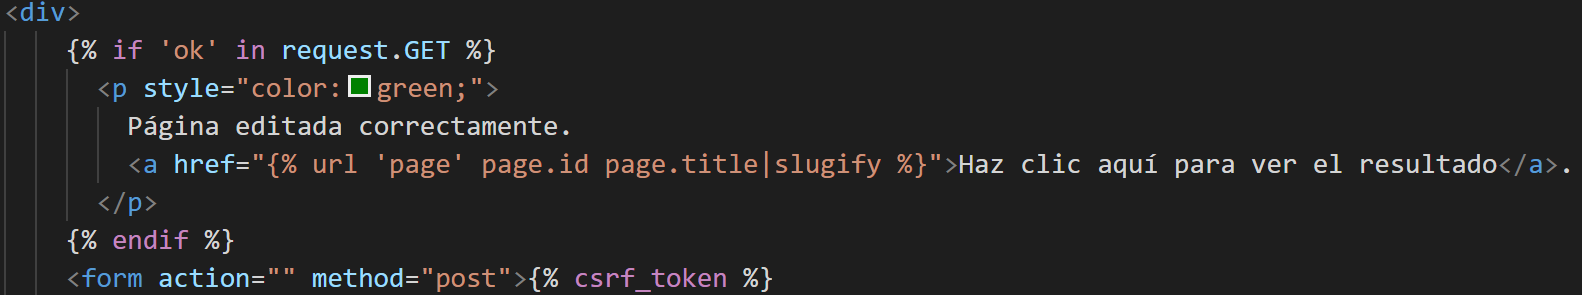 <div>
{% if 'ok' in request.GET %}
<p style="color:green;">
Página editada correctamente.
<a href="{% url 'page' page.id page.title|slugify %}">Haz clic aquí para ver el resultado</a>.
</p>
{% endif %}
<form action="" method="post">{% csrf_token %}